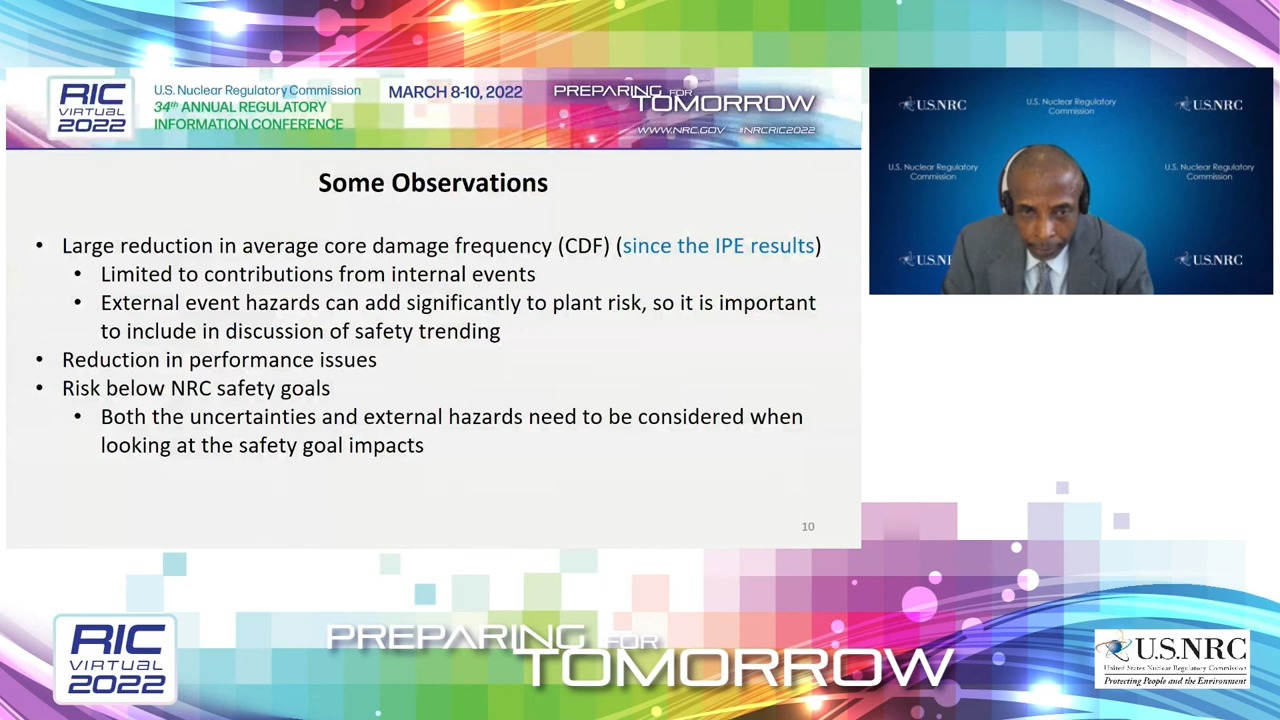 RIC
VIRTUAL
2022
U.S. Nuclear Regulatory Commission
34th ANNUAL REGULATORY
INFORMATION CONFERENCE
MARCH 8-10, 2022
PREPARING FOR
TOMORROW
WWW.NRC.GOV #NRCRIC2022
Some Observations
• Large reduction in average core damage frequency (CDF) (since the IPE results)
• Limited to contributions from internal events
• External event hazards can add significantly to plant risk, so it is important
to include in discussion of safety trending
• Reduction in performance issues
• Risk below NRC safety goals
• Both the uncertainties and external hazards need to be considered when
looking at the safety goal impacts
10
U.S.NRC
U.S. Nuclear Regulatory
Commission
U.S.NRC
U.S. Nuclear Regulatory
Commission
U.S. Nuclear Regulatory
Commission
U.S.NRC
RIC
VIRTUAL
2022
PREPARING FOR
TOMORROW
U.S.NRC
United States Nuclear Regulatory Commission
Protecting People and the Environment